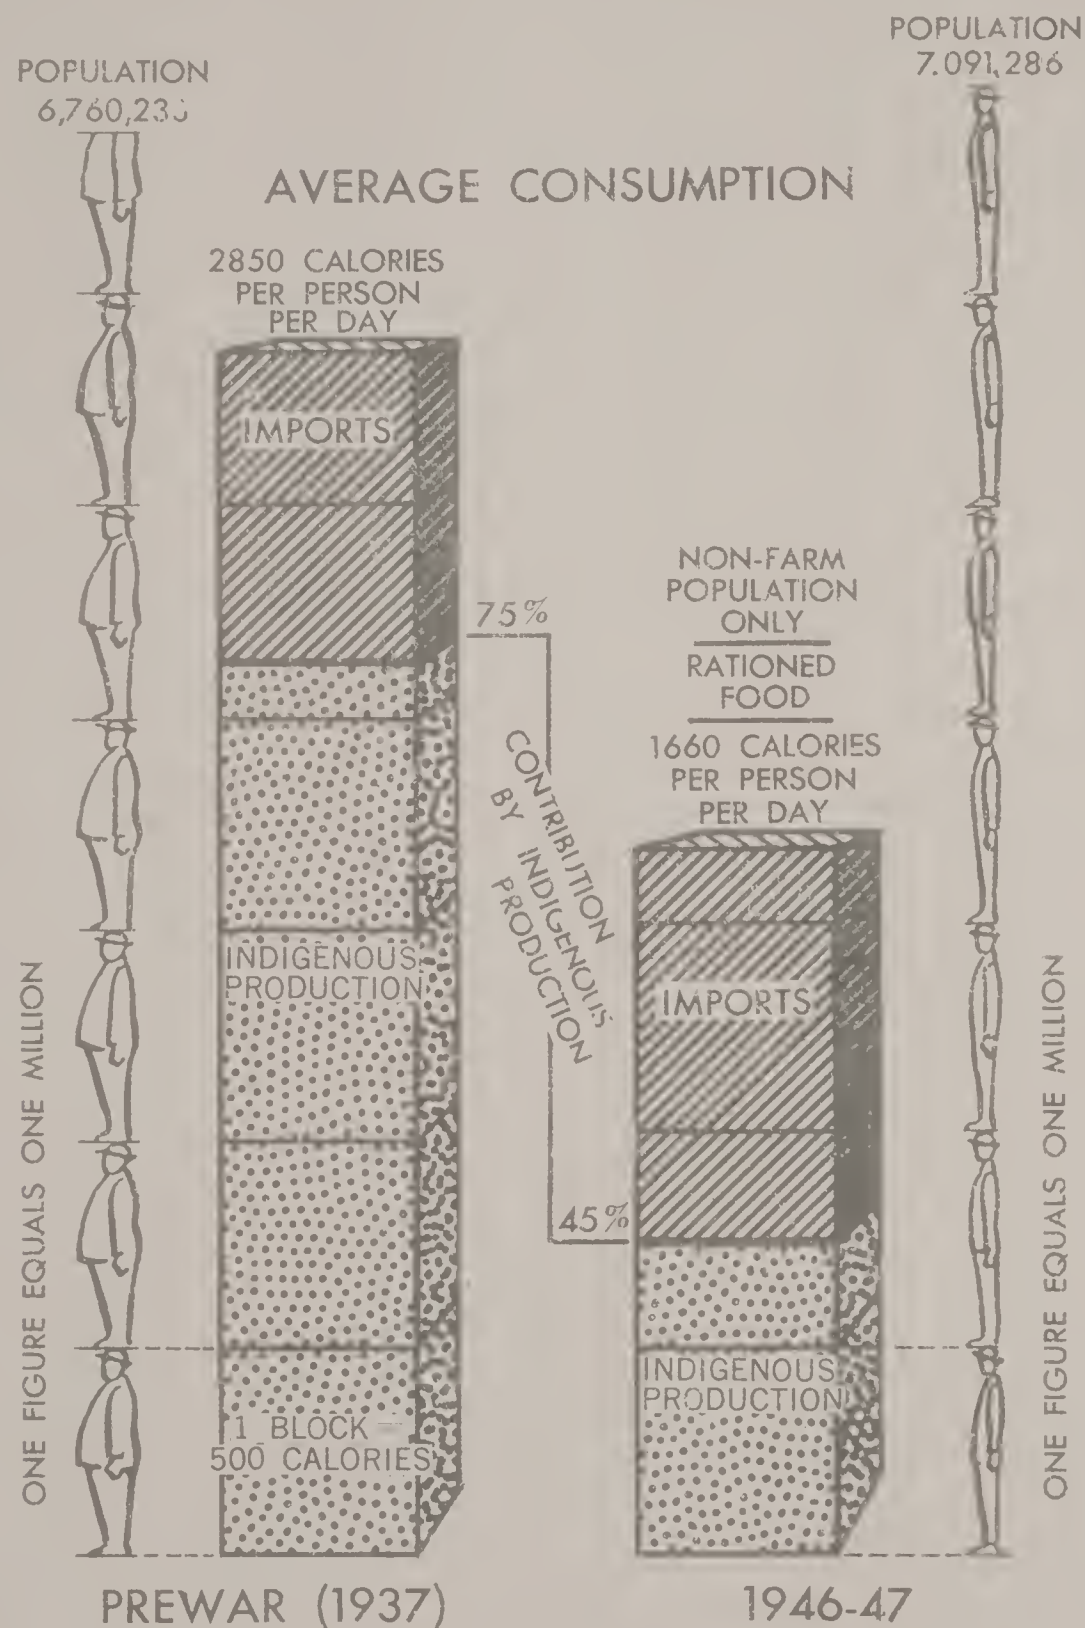 POPULATION
POPULATION
7.091,286
AVERAGE CONSUMPTION
2850 CALORIES
PER PERSON
PER DAY
IMPORTS
75%
NON-FARM
POPULATION
ONLY
RATIONED
FOOD
1660 CALORIES
PER PERSON
PER DAY
CONTRIBUTION
BY INDIGENOUS
PRODUCTION
INDIGENOUS
PRODUCTION
IMPORTS
45%
INDIGENOUS
PRODUCTION
1 BLOCK =
500 CALORIES
ONE FIGURE EQUALS ONE MILLION
ONE FIGURE EQUALS ONE MILLION
PREWAR (1937)
1946-47